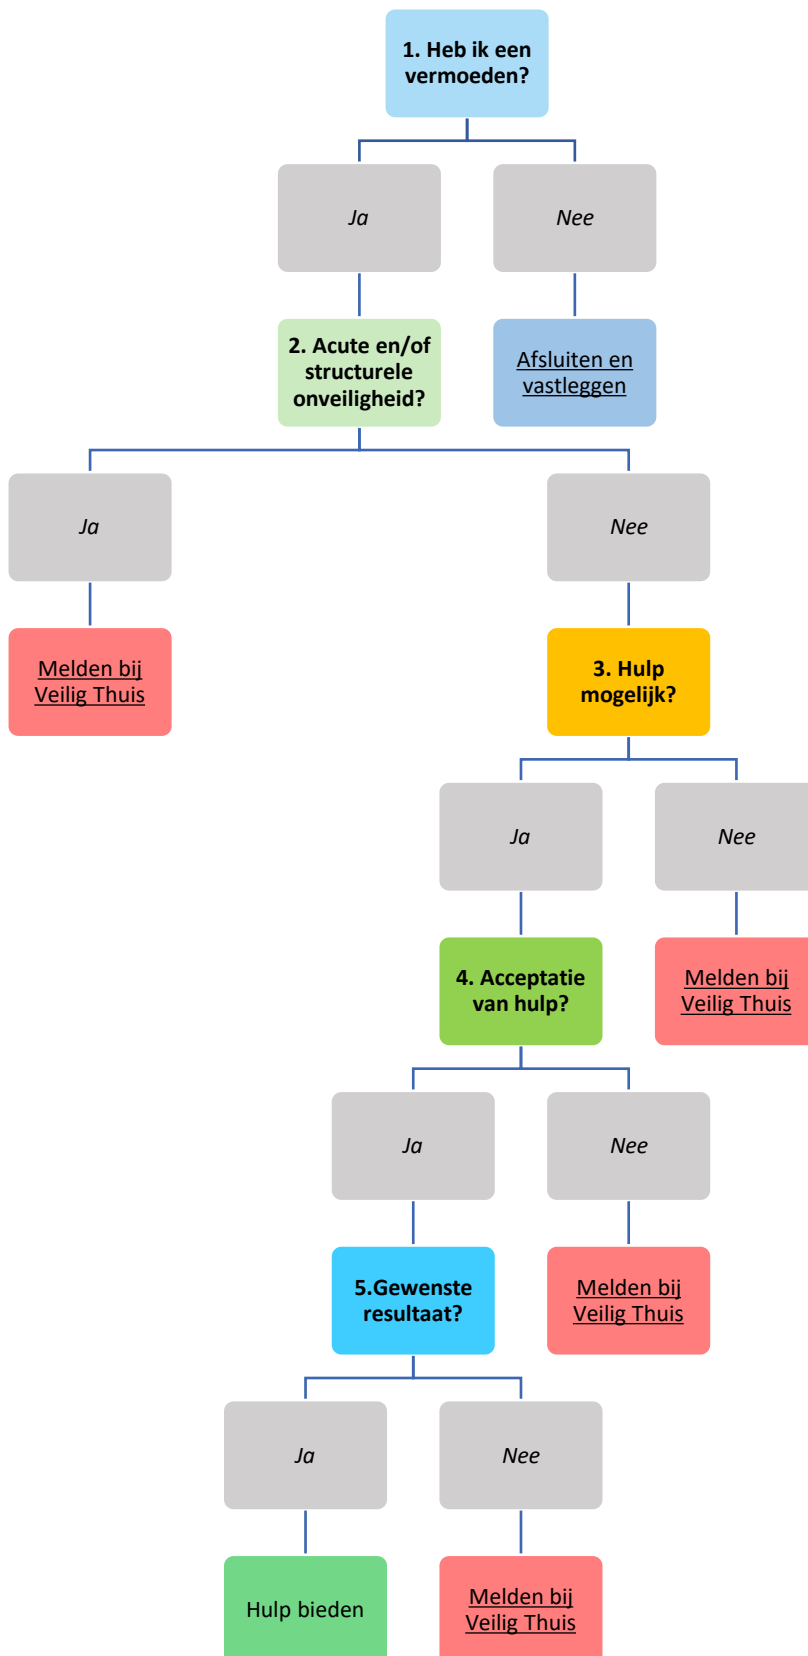 1. Heb ik een
vermoeden?
Ja
Nee
2. Acute en/of
structurele
onveiligheid?
Afsluiten en
vastleggen
Ja
Nee
Melden bij
Veilig Thuis
3. Hulp
mogelijk?
Ja
Nee
4. Acceptatie
van hulp?
Melden bij
Veilig Thuis
Ja
Nee
5.Gewenste
resultaat?
Melden bij
Veilig Thuis
Ja
Nee
Hulp bieden
Melden bij
Veilig Thuis